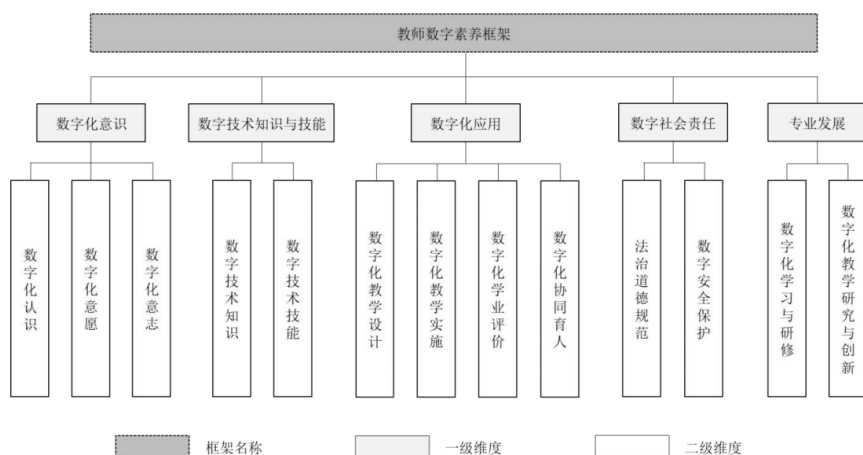 教师数字素养框架
数字化意识
数字技术知识与技能
数字化应用
数字社会责任
专业发展
数字化认识
数字化意愿
数字化意志
数字技术知识
数字技术技能
数字化教学设计
数字化教学实施
数字化学业评价
数字化协同育人
法治道德规范
数字安全保护
数字化学习与研修
数字化教学研究与创新
框架名称
一级维度
二级维度